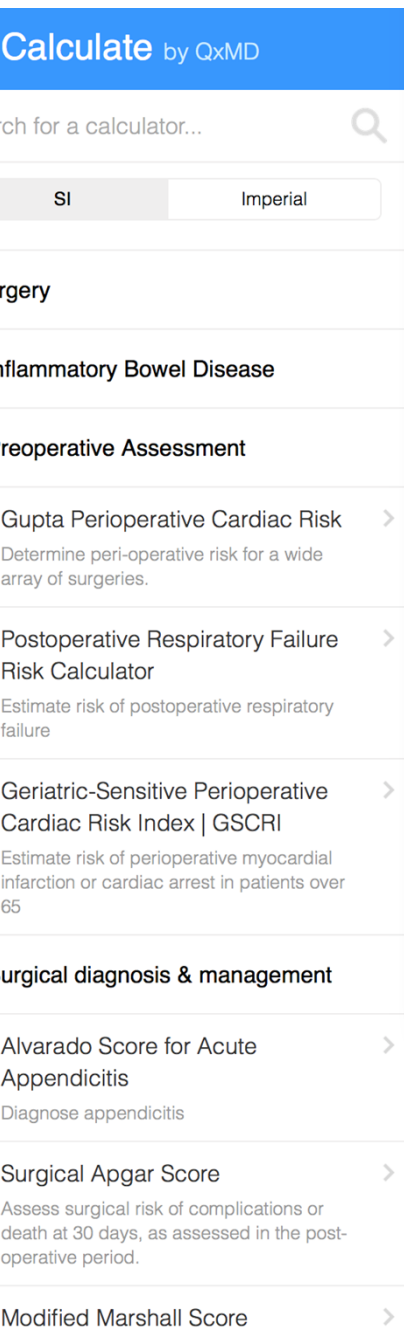 Calculate by QxMD
rch for a calculator...
SI
Imperial
rgery
nflammatory Bowel Disease
reoperative Assessment
Gupta Perioperative Cardiac Risk
Determine peri-operative risk for a wide
array of surgeries.
Postoperative Respiratory Failure
Risk Calculator
Estimate risk of postoperative respiratory
failure
Geriatric-Sensitive Perioperative
Cardiac Risk Index | GSCRI
Estimate risk of perioperative myocardial
infarction or cardiac arrest in patients over
65
urgical diagnosis & management
Alvarado Score for Acute
Appendicitis
Diagnose appendicitis
Surgical Apgar Score
Assess surgical risk of complications or
death at 30 days, as assessed in the post-
operative period.
Modified Marshall Score